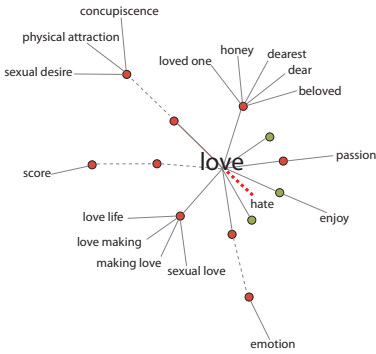 concupiscence
physical attraction
sexual desire
honey
loved one
dearest
dear
beloved
love
passion
score
hate
enjoy
love life
love making
making love
sexual love
emotion